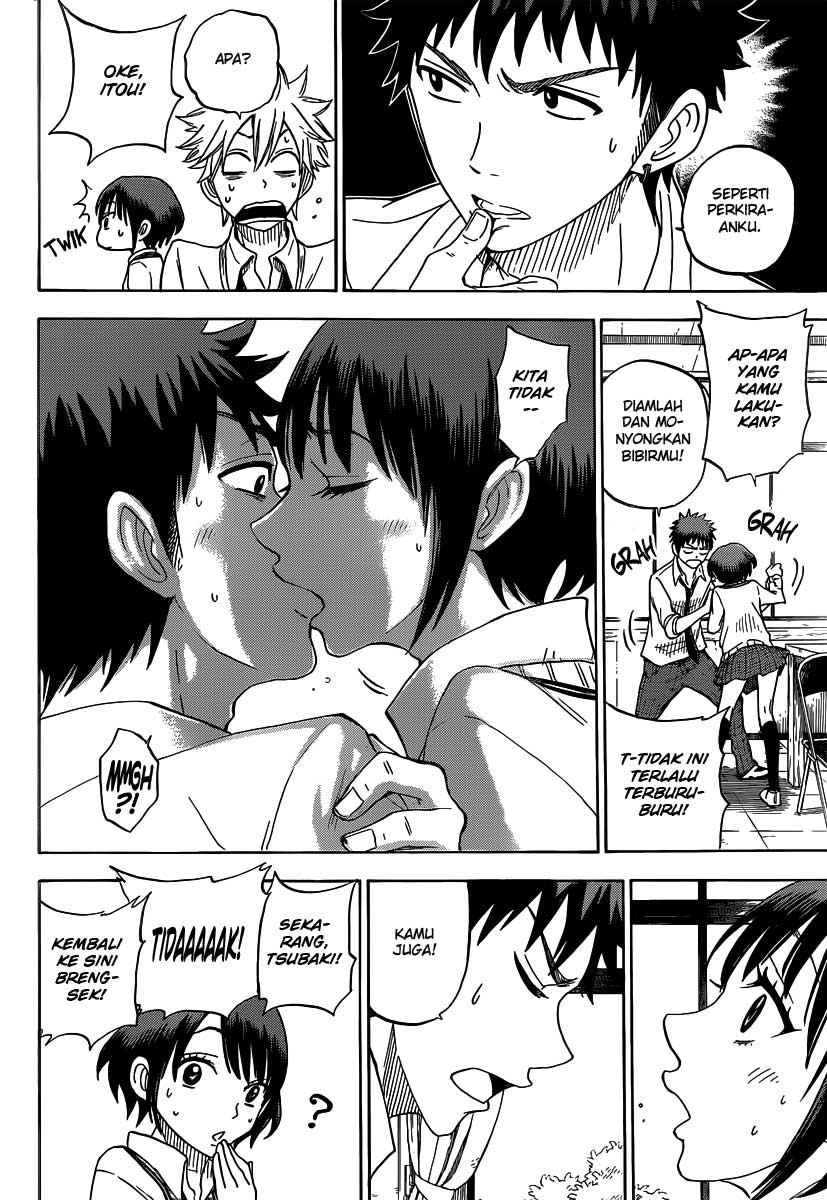 SEPERTI
PERKIRA-
ANKU.
APA?
OKE,
ITOU!
TWIK
AP-APA
YANG
KAMU
LAKU-
KAN?
DIAMLAH
DAN MO-
NYONGKAN
BIBIRMU!
GRAH
GRAH
T-TIDAK INI
TERLALU
TERBURU-
BURU!
KITA
TIDAK
--
MMGH
?!
KAMU
JUGA!
SEKA-
RANG,
TSUBAKI!
TIDAAAAAK!
KEMBALI
KE SINI
BRENG-
SEK!
?